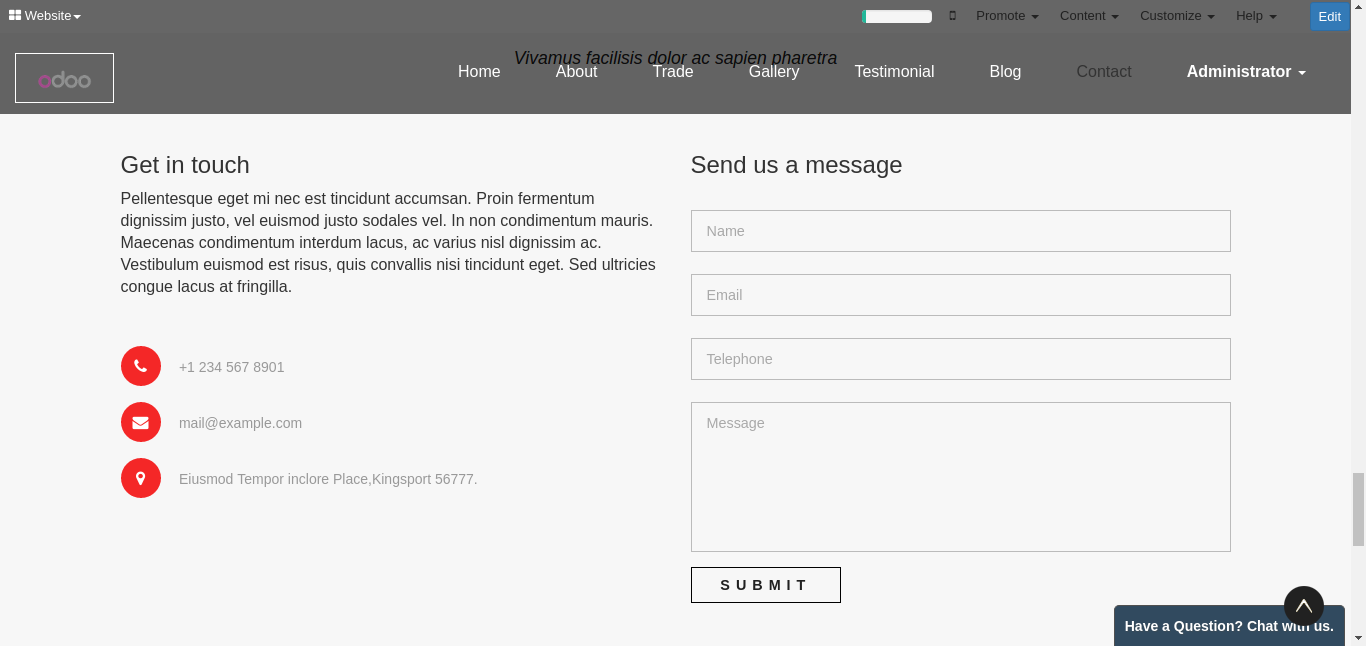 Website
Promote Content Customize Help Edit
Vivamus facilisis dolor ac sapien pharetra
odoo
Home About Trade Gallery Testimonial Blog Contact Administrator
Get in touch
Pellentesque eget mi nec est tincidunt accumsan. Proin fermentum
dignissim justo, vel euismod justo sodales vel. In non condimentum mauris.
Maecenas condimentum interdum lacus, ac varius nisl dignissim ac.
Vestibulum euismod est risus, quis convallis nisi tincidunt eget. Sed ultricies
congue lacus at fringilla.
+1 234 567 8901
mail@example.com
Eiusmod Tempor inclore Place,Kingsport 56777.
Send us a message
Name
Email
Telephone
Message
SUBMIT
Have a Question? Chat with us.